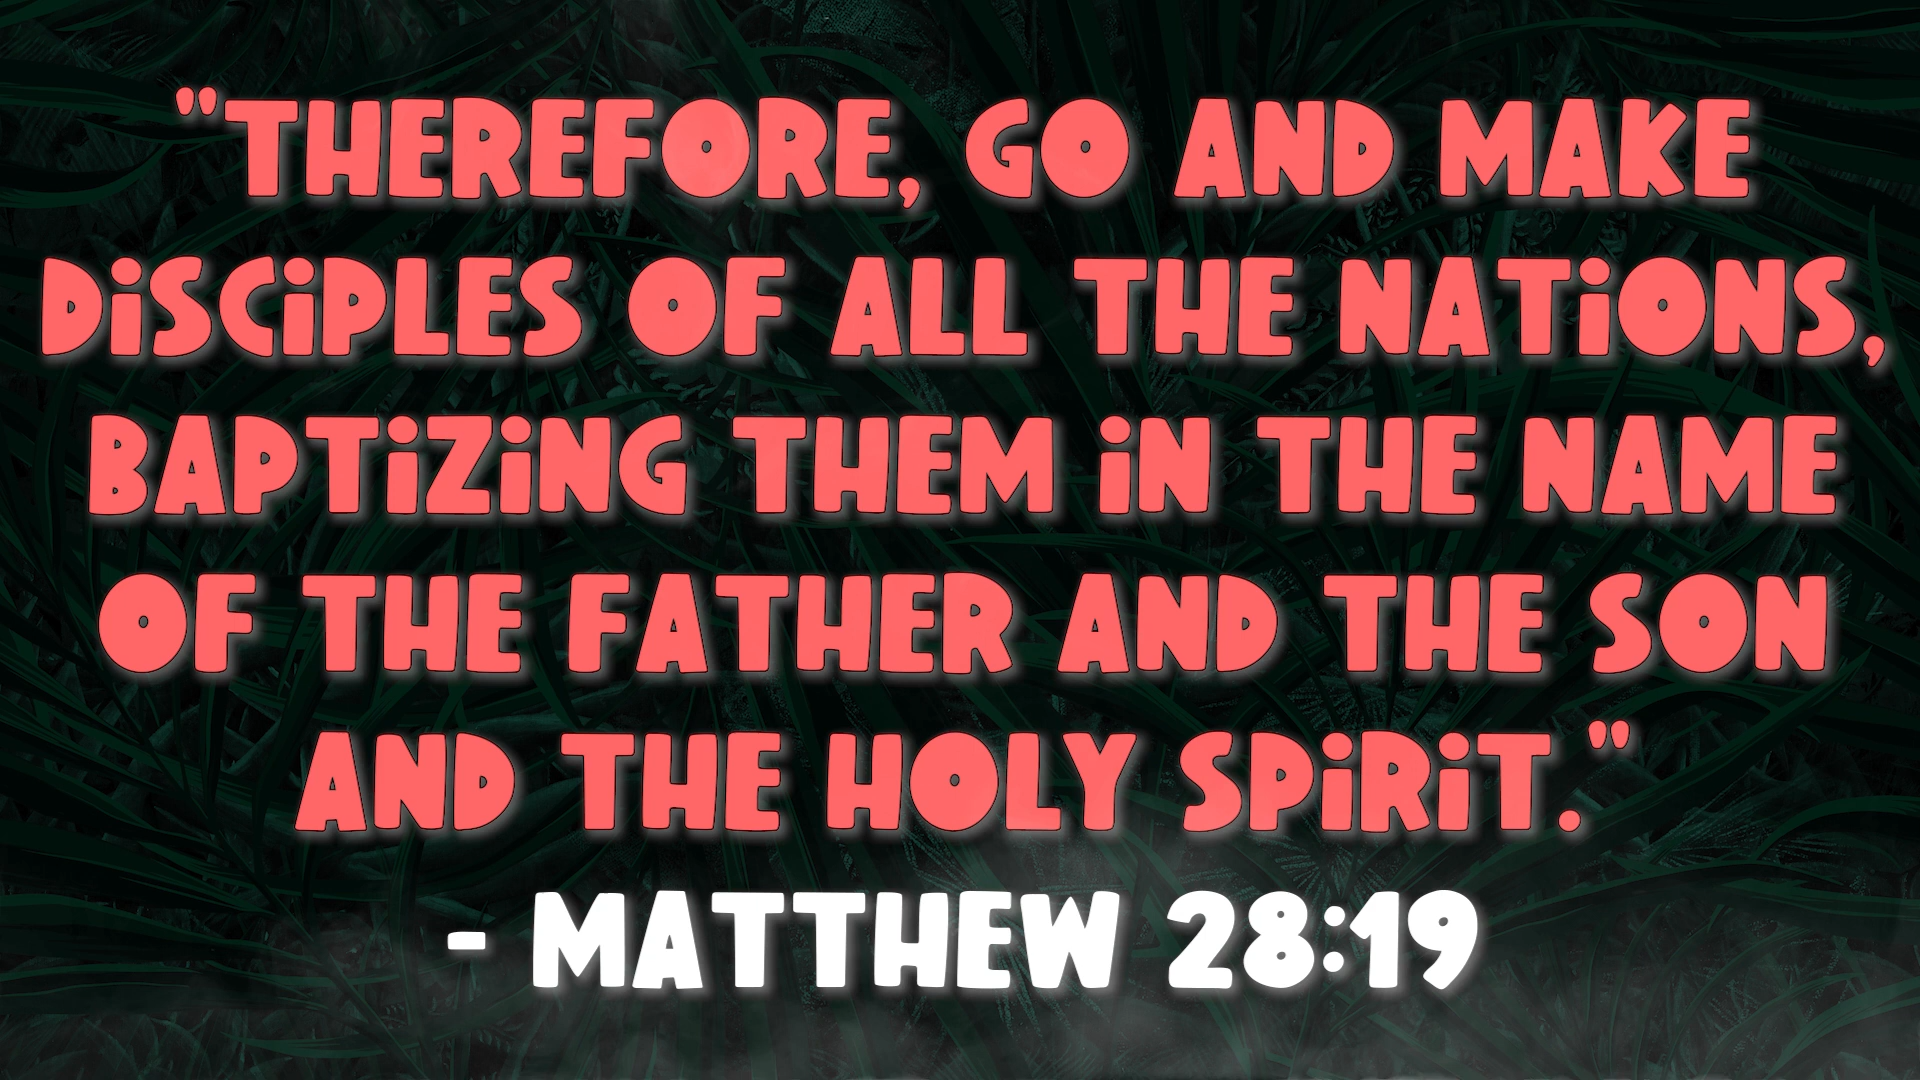 "THEREFORE, GO AND MAKE
DiSCiPLES OF ALL THE NATiONS,
BAPTiZiNG THEM iN THE NAME
OF THE FATHER AND THE SON
AND THE HOLY SPiRiT."
- MATTHEW 28:19